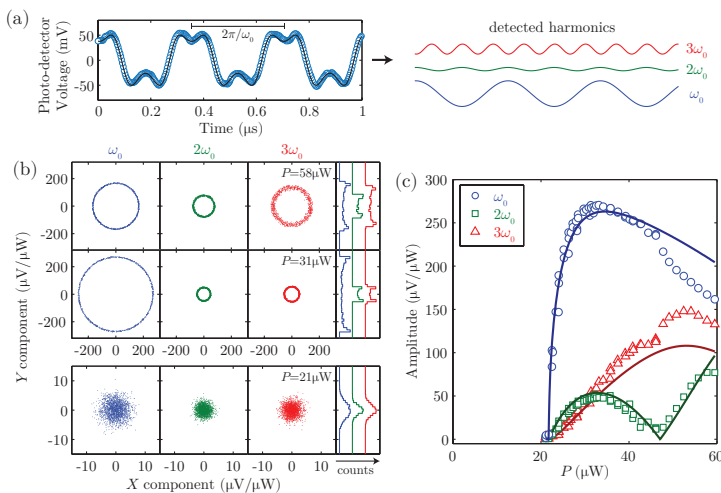 (a)
Photo-detector
Voltage (mV)
50
0
-50
0
0.2
0.4
0.6
0.8
1
Time (μs)
2π/ω₀
detected harmonics
3ω₀
2ω₀
ω₀
(b)
ω₀ 2ω₀ 3ω₀
P=58μW
P=31μW
P=21μW
Y component (μV/μW)
200
0
-200
200
0
-200
-200 0 200 -200 0 200 -200 0 200
10
0
-10
-10 0 10 -10 0 10 -10 0 10
counts
X component (μV/μW)
(c)
ω₀
2ω₀
3ω₀
Amplitude (μV/μW)
300
250
200
150
100
50
0
0 20 40 60
P (μW)